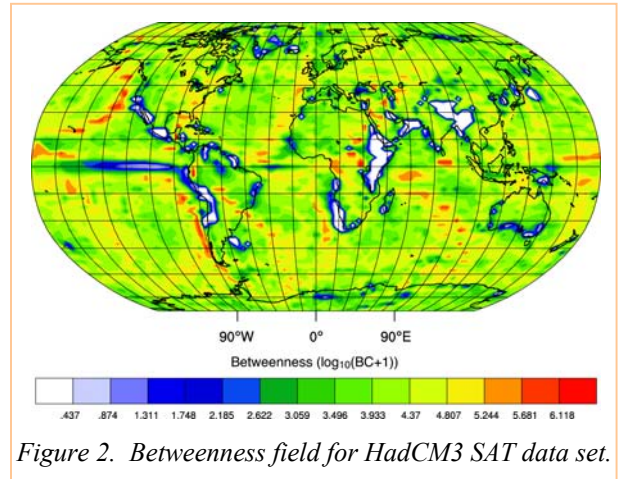 90°W 0° 90°E
Betweenness (log10(BC+1))
.437 .874 1.311 1.748 2.185 2.622 3.059 3.496 3.933 4.37 4.807 5.244 5.681 6.118
Figure 2. Betweenness field for HadCM3 SAT data set.